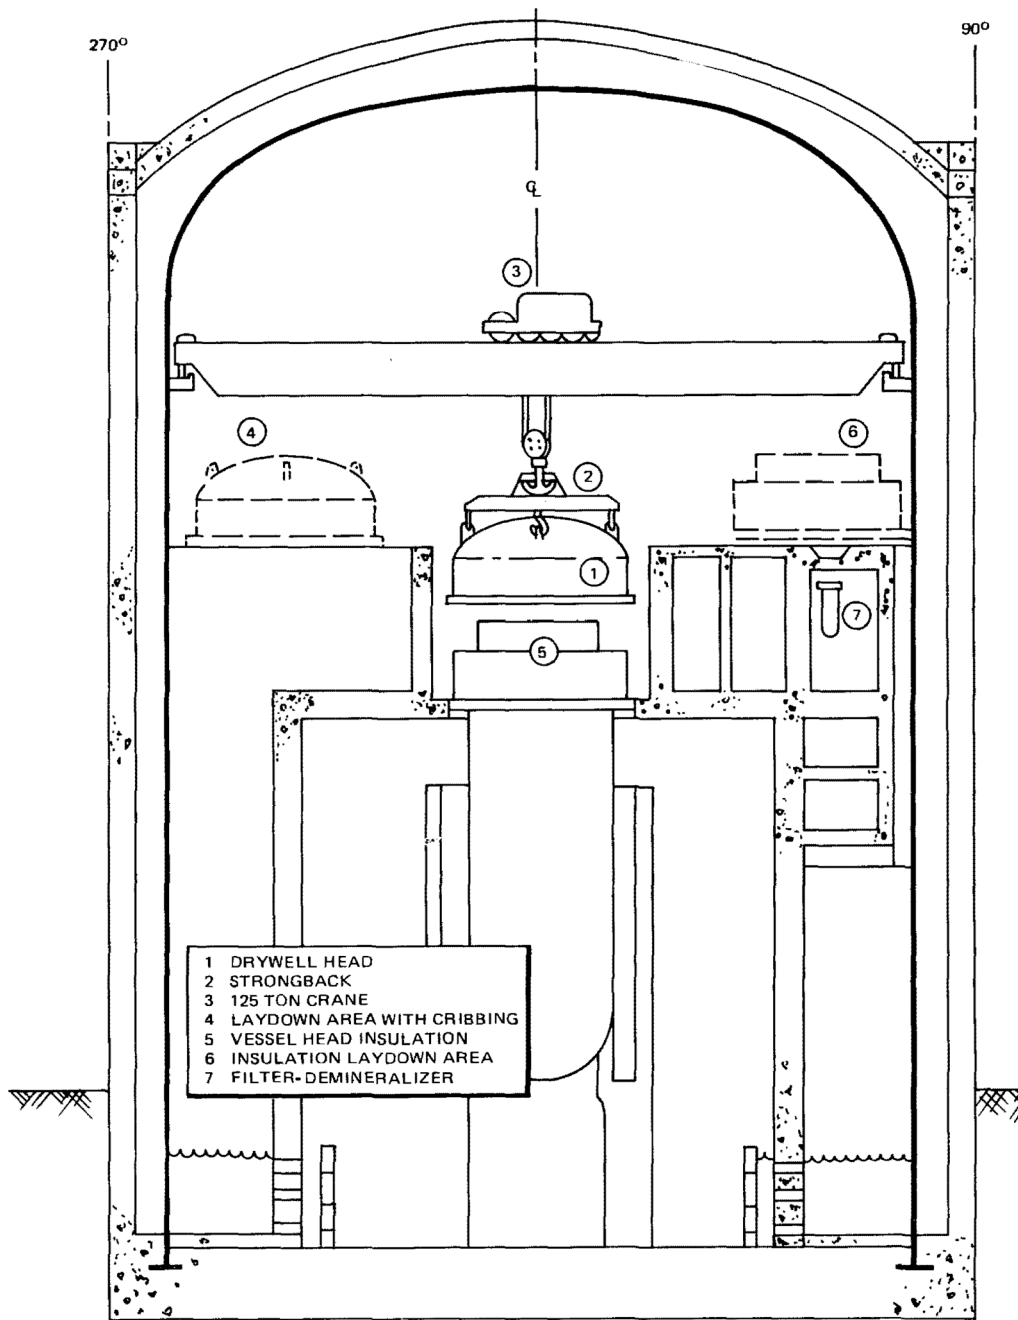 270°
90°
℄
3
4
6
2
1
7
5
1 DRYWELL HEAD
2 STRONGBACK
3 125 TON CRANE
4 LAYDOWN AREA WITH CRIBBING
5 VESSEL HEAD INSULATION
6 INSULATION LAYDOWN AREA
7 FILTER-DEMINERALIZER